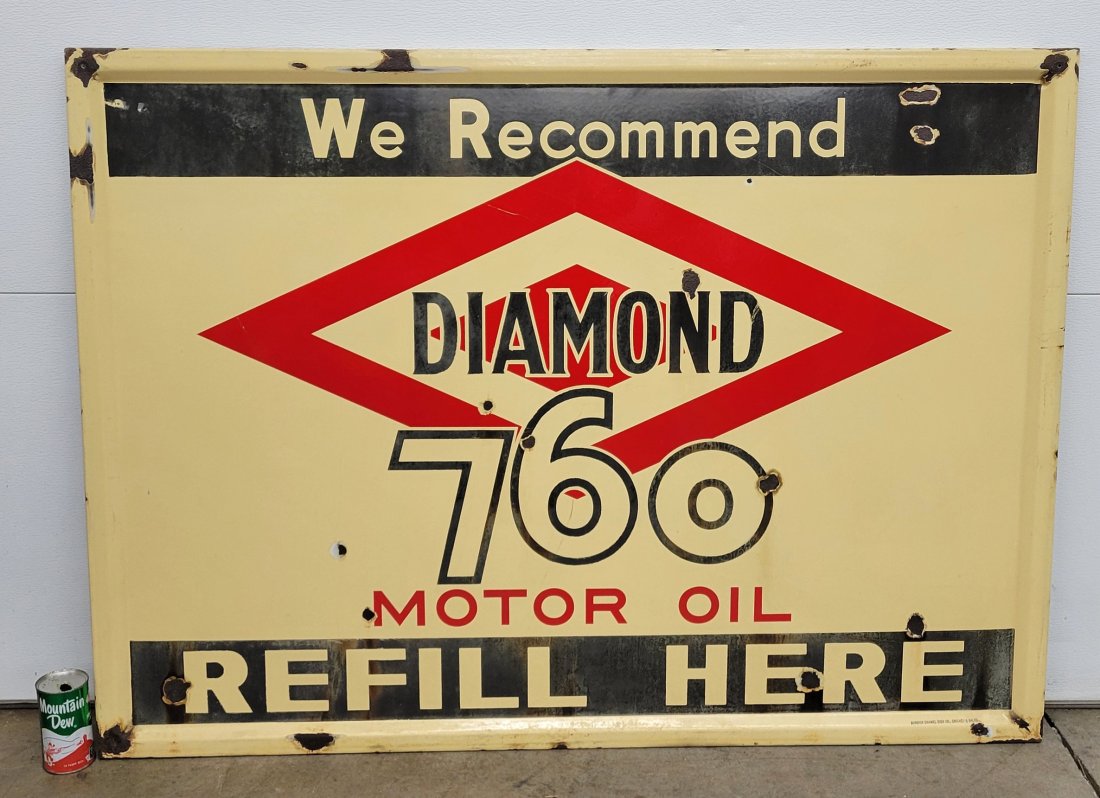 We Recommend
DIAMOND
760
MOTOR OIL
REFILL HERE
Mountain
Dew